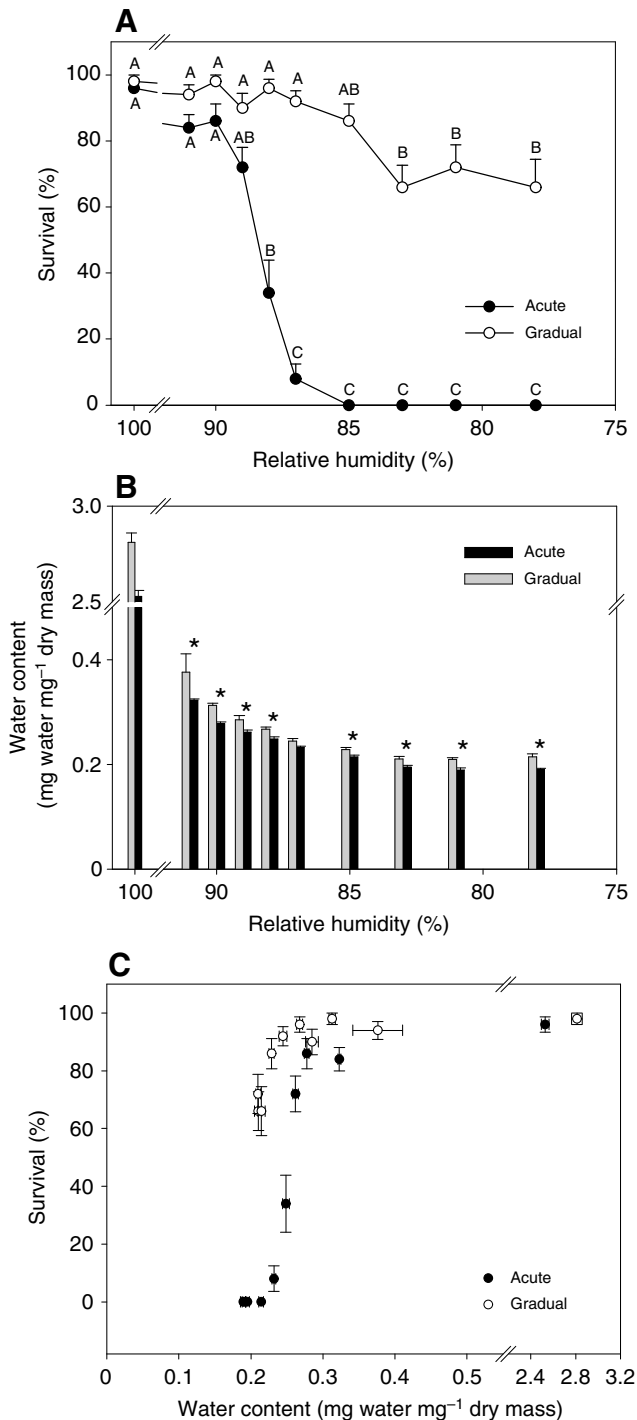 A
100
80
60
40
20
0
Survival (%)
A A A A A A AB B B B
A A A AB B C C C C C
Acute
Gradual
100 90 85 80 75
Relative humidity (%)
B
3.0
2.5
0.4
0.2
0
Water content
(mg water mg⁻¹ dry mass)
* * * * * * * *
Acute
Gradual
100 90 85 80 75
Relative humidity (%)
C
100
80
60
40
20
0
Survival (%)
Acute
Gradual
0 0.1 0.2 0.3 0.4 0.5 2.4 2.8 3.2
Water content (mg water mg⁻¹ dry mass)